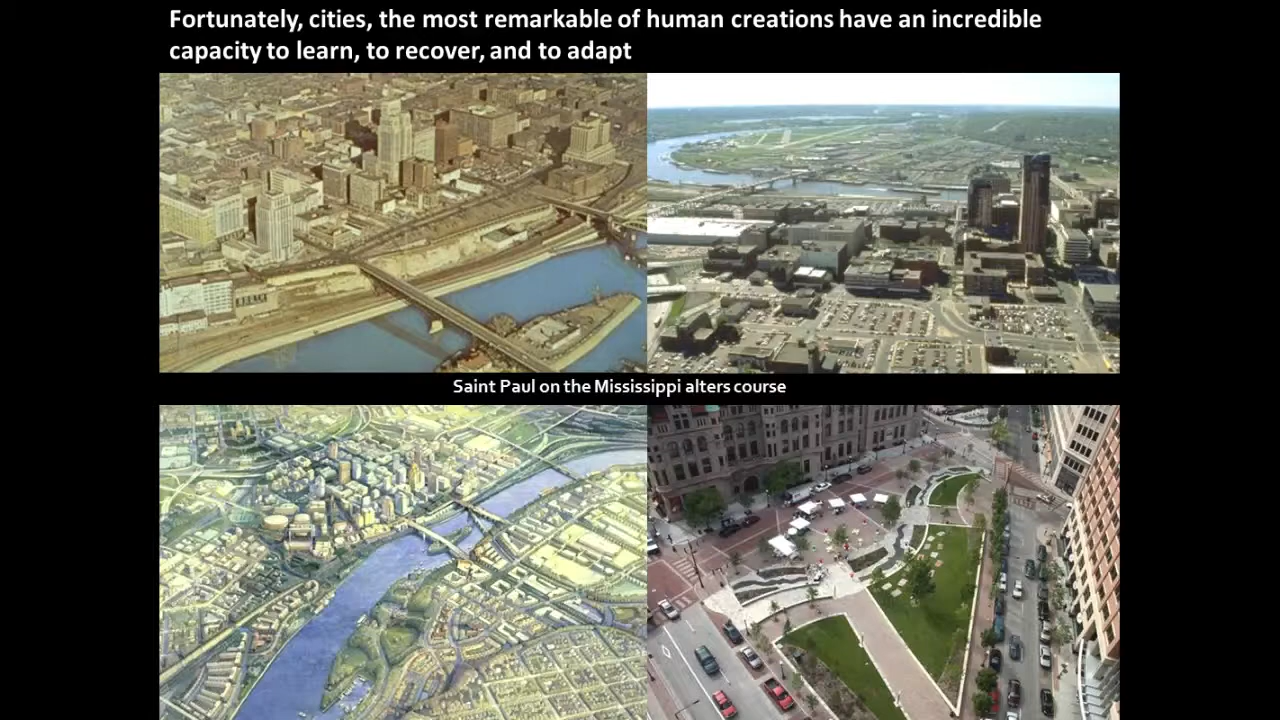 Fortunately, cities, the most remarkable of human creations have an incredible
capacity to learn, to recover, and to adapt
Saint Paul on the Mississippi alters course